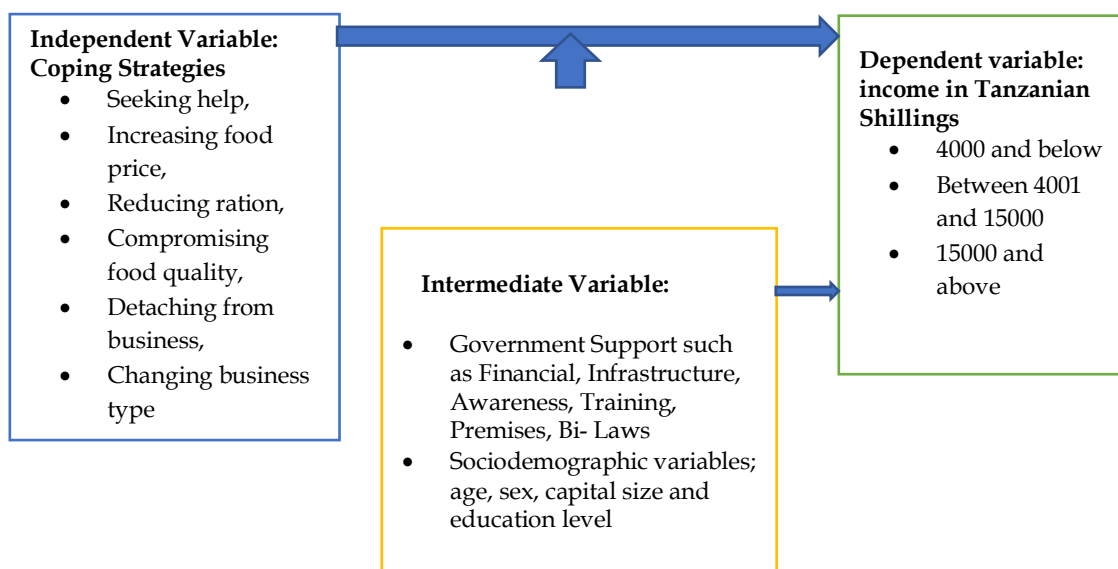 Independent Variable:
Coping Strategies
• Seeking help,
• Increasing food
price,
• Reducing ration,
• Compromising
food quality,
• Detaching from
business,
• Changing business
type
Intermediate Variable:
• Government Support such
as Financial, Infrastructure,
Awareness, Training,
Premises, Bi- Laws
• Sociodemographic variables;
age, sex, capital size and
education level
Dependent variable:
income in Tanzanian
Shillings
• 4000 and below
• Between 4001
and 15000
• 15000 and
above